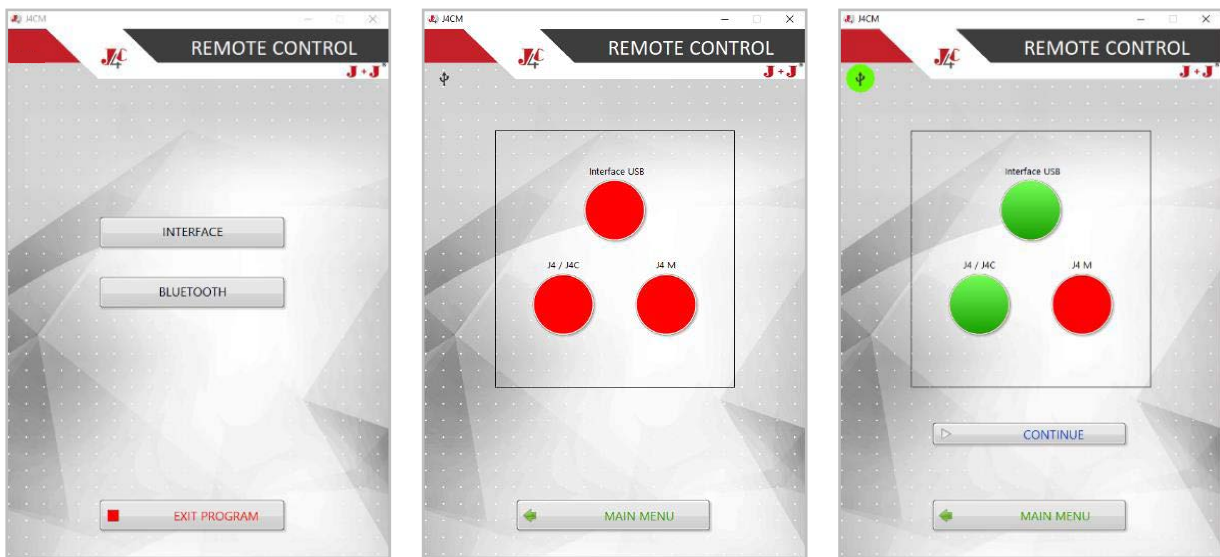 J4CM
REMOTE CONTROL
J4C
J+J
INTERFACE
BLUETOOTH
EXIT PROGRAM
J4CM
REMOTE CONTROL
J4C
J+J
Interface USB
J4 / J4C
J4 M
MAIN MENU
J4CM
REMOTE CONTROL
J4C
J+J
Interface USB
J4 / J4C
J4 M
CONTINUE
MAIN MENU